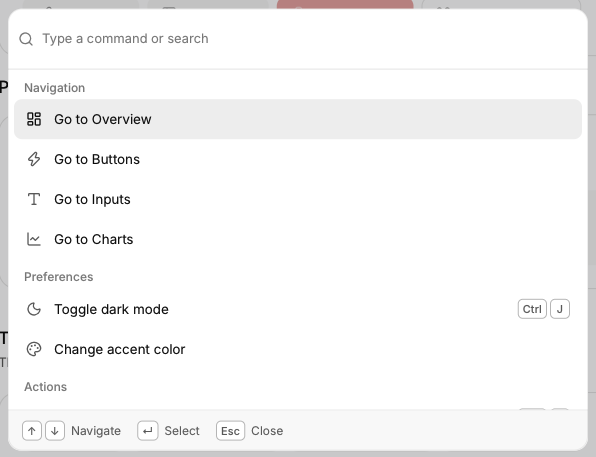 Type a command or search
Navigation
Go to Overview
Go to Buttons
Go to Inputs
Go to Charts
Preferences
Toggle dark mode Ctrl J
Change accent color
Actions
↑ ↓ Navigate ↵ Select Esc Close